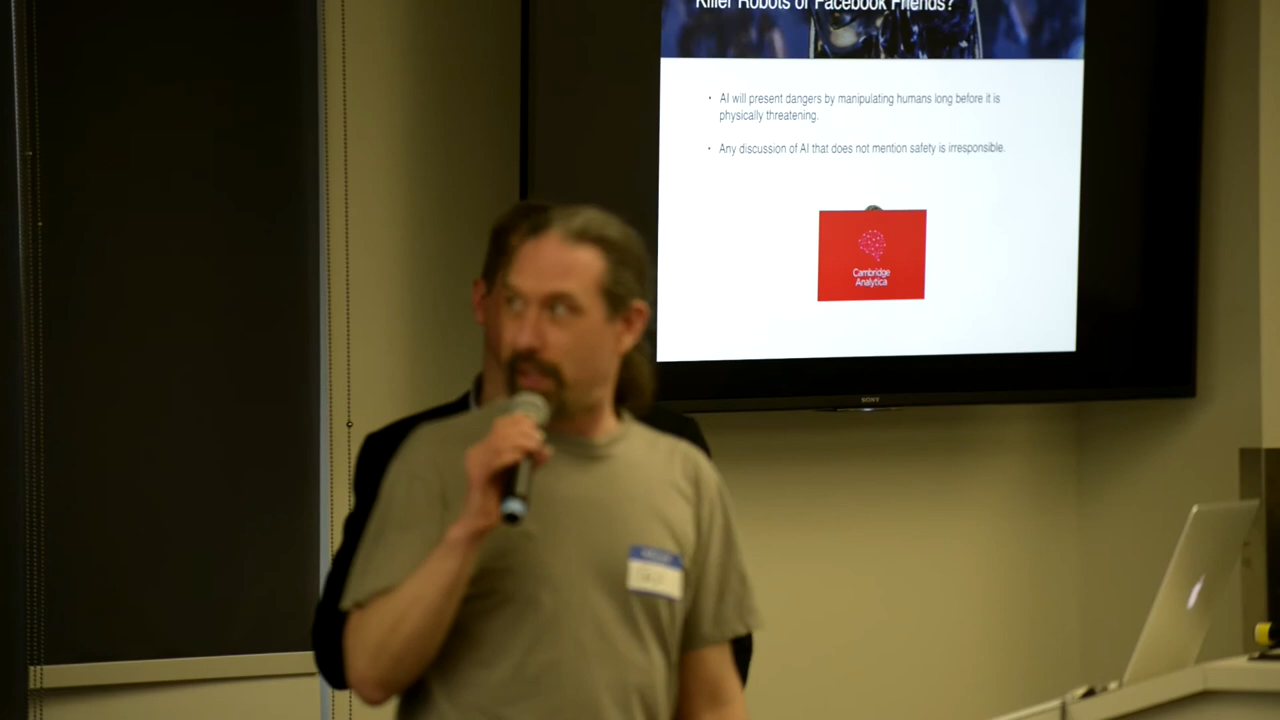 Killer Robots or Facebook Friends?
• AI will present dangers by manipulating humans long before it is
physically threatening.
• Any discussion of AI that does not mention safety is irresponsible.
Cambridge
Analytica
SONY